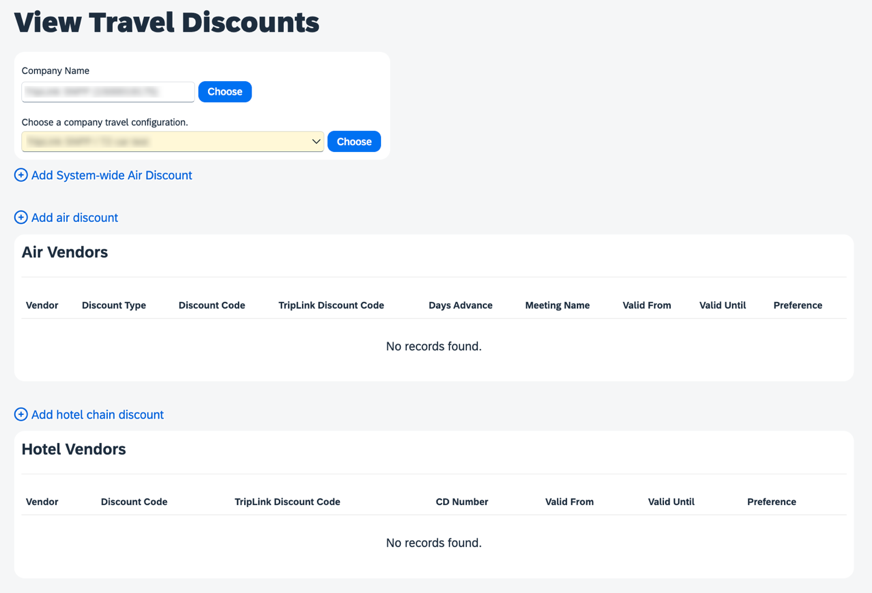 View Travel Discounts
Company Name
Choose
Choose a company travel configuration.
Choose
Add System-wide Air Discount
Add air discount
Air Vendors
Vendor Discount Type Discount Code TripLink Discount Code Days Advance Meeting Name Valid From Valid Until Preference
No records found.
Add hotel chain discount
Hotel Vendors
Vendor Discount Code TripLink Discount Code CD Number Valid From Valid Until Preference
No records found.